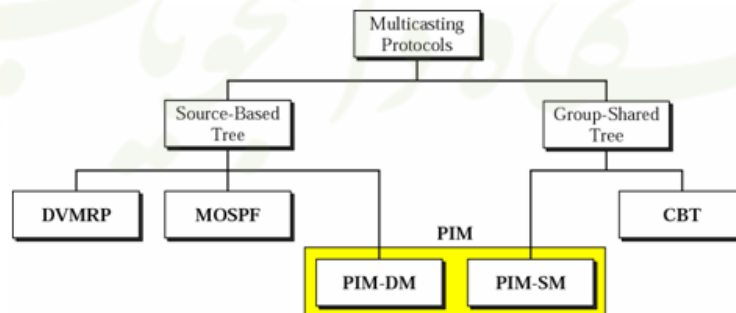 Multicasting
Protocols
Source-Based
Tree
Group-Shared
Tree
DVMRP
MOSPF
CBT
PIM
PIM-DM
PIM-SM